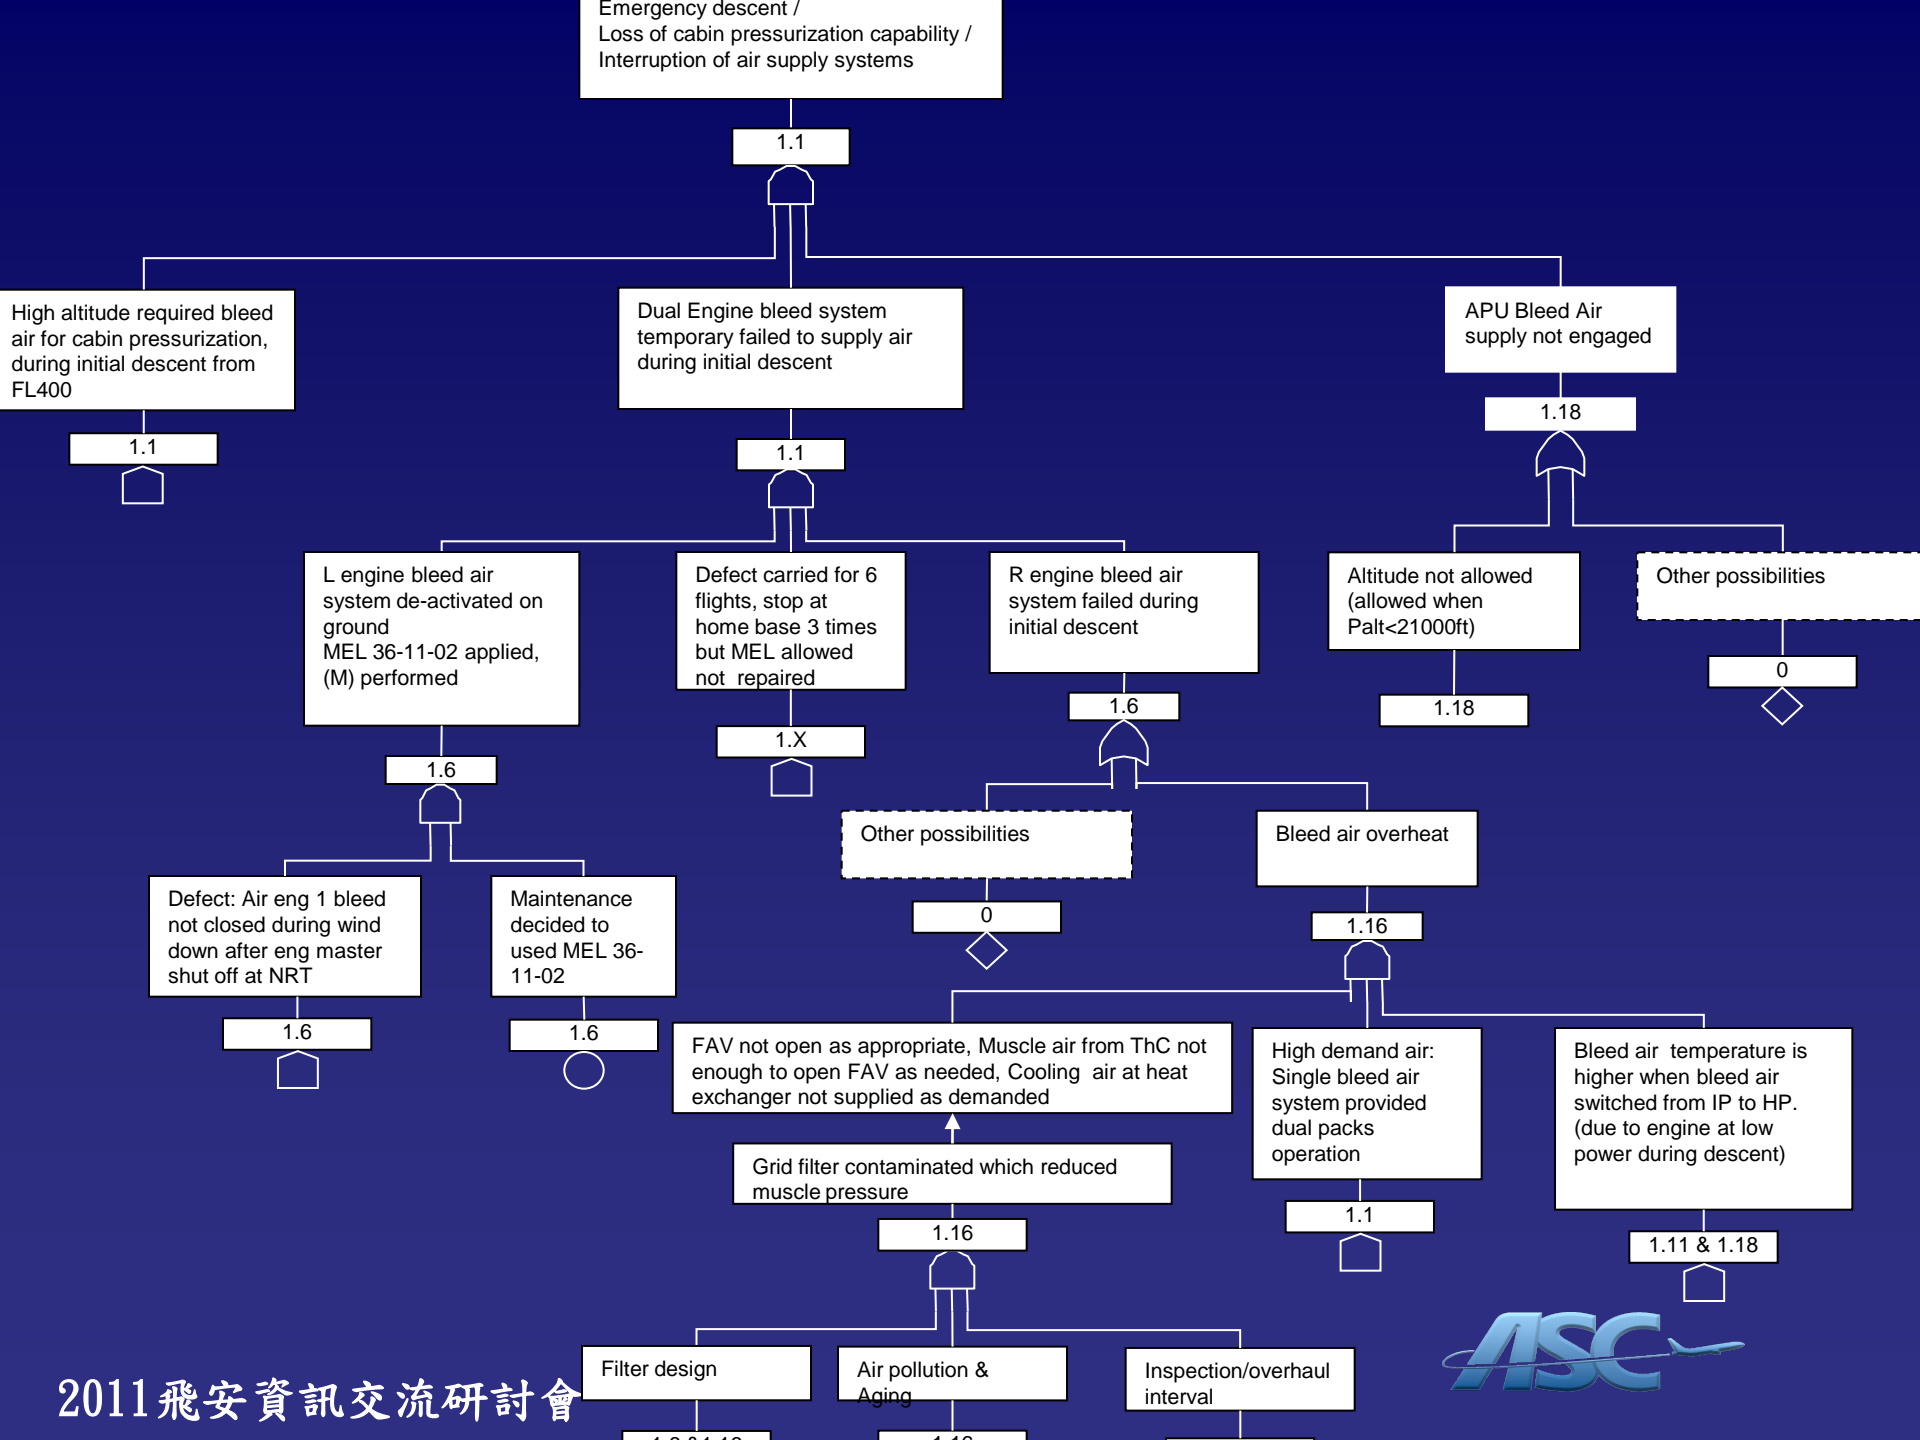 Emergency descent /
Loss of cabin pressurization capability /
Interruption of air supply systems
1.1
High altitude required bleed
air for cabin pressurization,
during initial descent from
FL400
1.1
Dual Engine bleed system
temporary failed to supply air
during initial descent
1.1
APU Bleed Air
supply not engaged
1.18
L engine bleed air
system de-activated on
ground
MEL 36-11-02 applied,
(M) performed
1.6
Defect carried for 6
flights, stop at
home base 3 times
but MEL allowed
not repaired
1.X
R engine bleed air
system failed during
initial descent
1.6
Altitude not allowed
(allowed when
Palt<21000ft)
1.18
Other possibilities
0
Other possibilities
0
Bleed air overheat
1.16
Defect: Air eng 1 bleed
not closed during wind
down after eng master
shut off at NRT
1.6
Maintenance
decided to
used MEL 36-
11-02
1.6
FAV not open as appropriate, Muscle air from ThC not
enough to open FAV as needed, Cooling air at heat
exchanger not supplied as demanded
Grid filter contaminated which reduced
muscle pressure
1.16
High demand air:
Single bleed air
system provided
dual packs
operation
1.1
Bleed air temperature is
higher when bleed air
switched from IP to HP.
(due to engine at low
power during descent)
1.11 & 1.18
Filter design
Air pollution &
Aging
Inspection/overhaul
interval
2011飛安資訊交流研討會
ASC